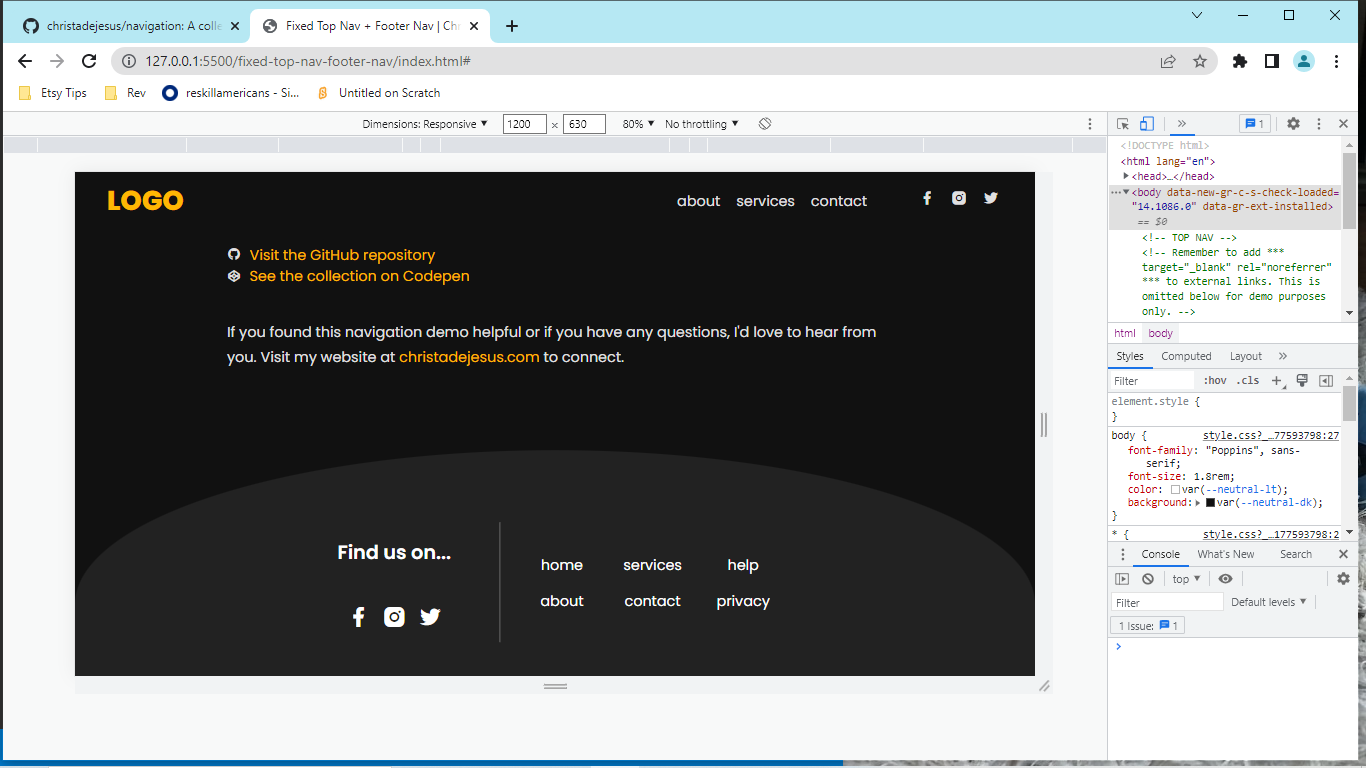 christadejesus/navigation: A colle
Fixed Top Nav + Footer Nav | Chr
127.0.0.1:5500/fixed-top-nav-footer-nav/index.html#
Etsy Tips
Rev
reskillamericans - Si...
Untitled on Scratch
Dimensions: Responsive
1200
×
630
80%
No throttling
1
LOGO
about
services
contact
Visit the GitHub repository
See the collection on Codepen
If you found this navigation demo helpful or if you have any questions, I'd love to hear from
you. Visit my website at christadejesus.com to connect.
Find us on...
home
services
help
about
contact
privacy
<!DOCTYPE html>
<html lang="en">
<head>…</head>
<body data-new-gr-c-s-check-loaded=
"14.1086.0" data-gr-ext-installed>
== $0
<!-- TOP NAV -->
<!-- Remember to add ***
target="_blank" rel="noreferrer"
*** to external links. This is
omitted below for demo purposes
only. -->
html
body
Styles
Computed
Layout
Filter
:hov
.cls
element.style {
}
body {
style.css?_…77593798:27
font-family: "Poppins", sans-
serif;
font-size: 1.8rem;
color: var(--neutral-lt);
background: var(--neutral-dk);
}
* {
style.css?_…177593798:2
Console
What's New
Search
top
Filter
Default levels
1 Issue:
1